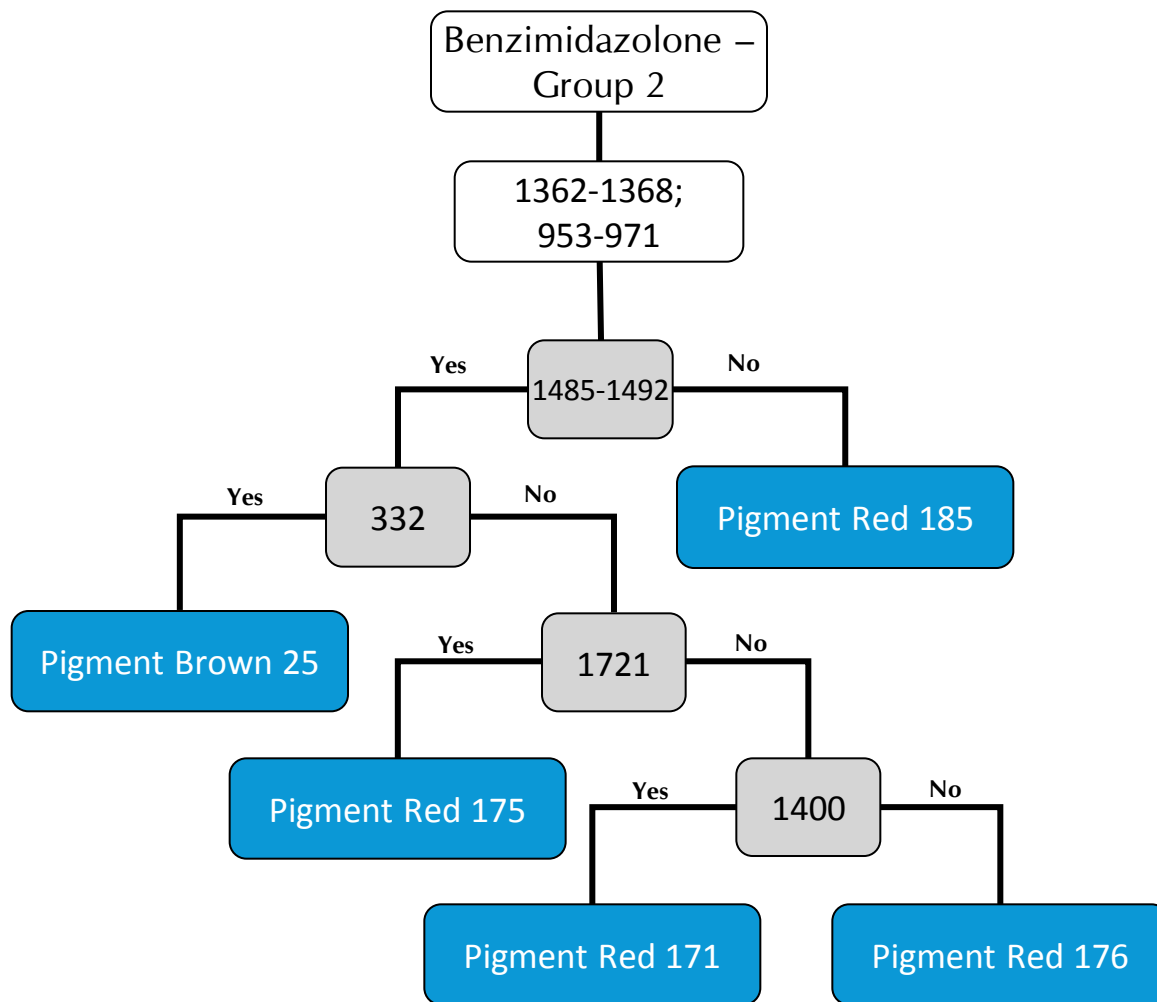 Benzimidazolone –
Group 2
1362-1368;
953-971
Yes
1485-1492
No
Yes
332
No
Pigment Red 185
Pigment Brown 25
Yes
1721
No
Pigment Red 175
Yes
1400
No
Pigment Red 171
Pigment Red 176